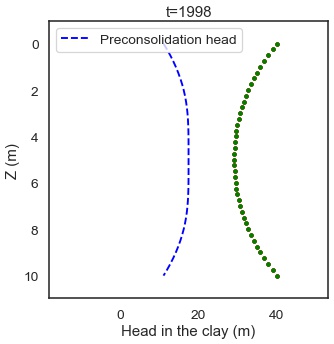 t=1998
Preconsolidation head
0
2
4
6
8
10
Z (m)
0 20 40
Head in the clay (m)